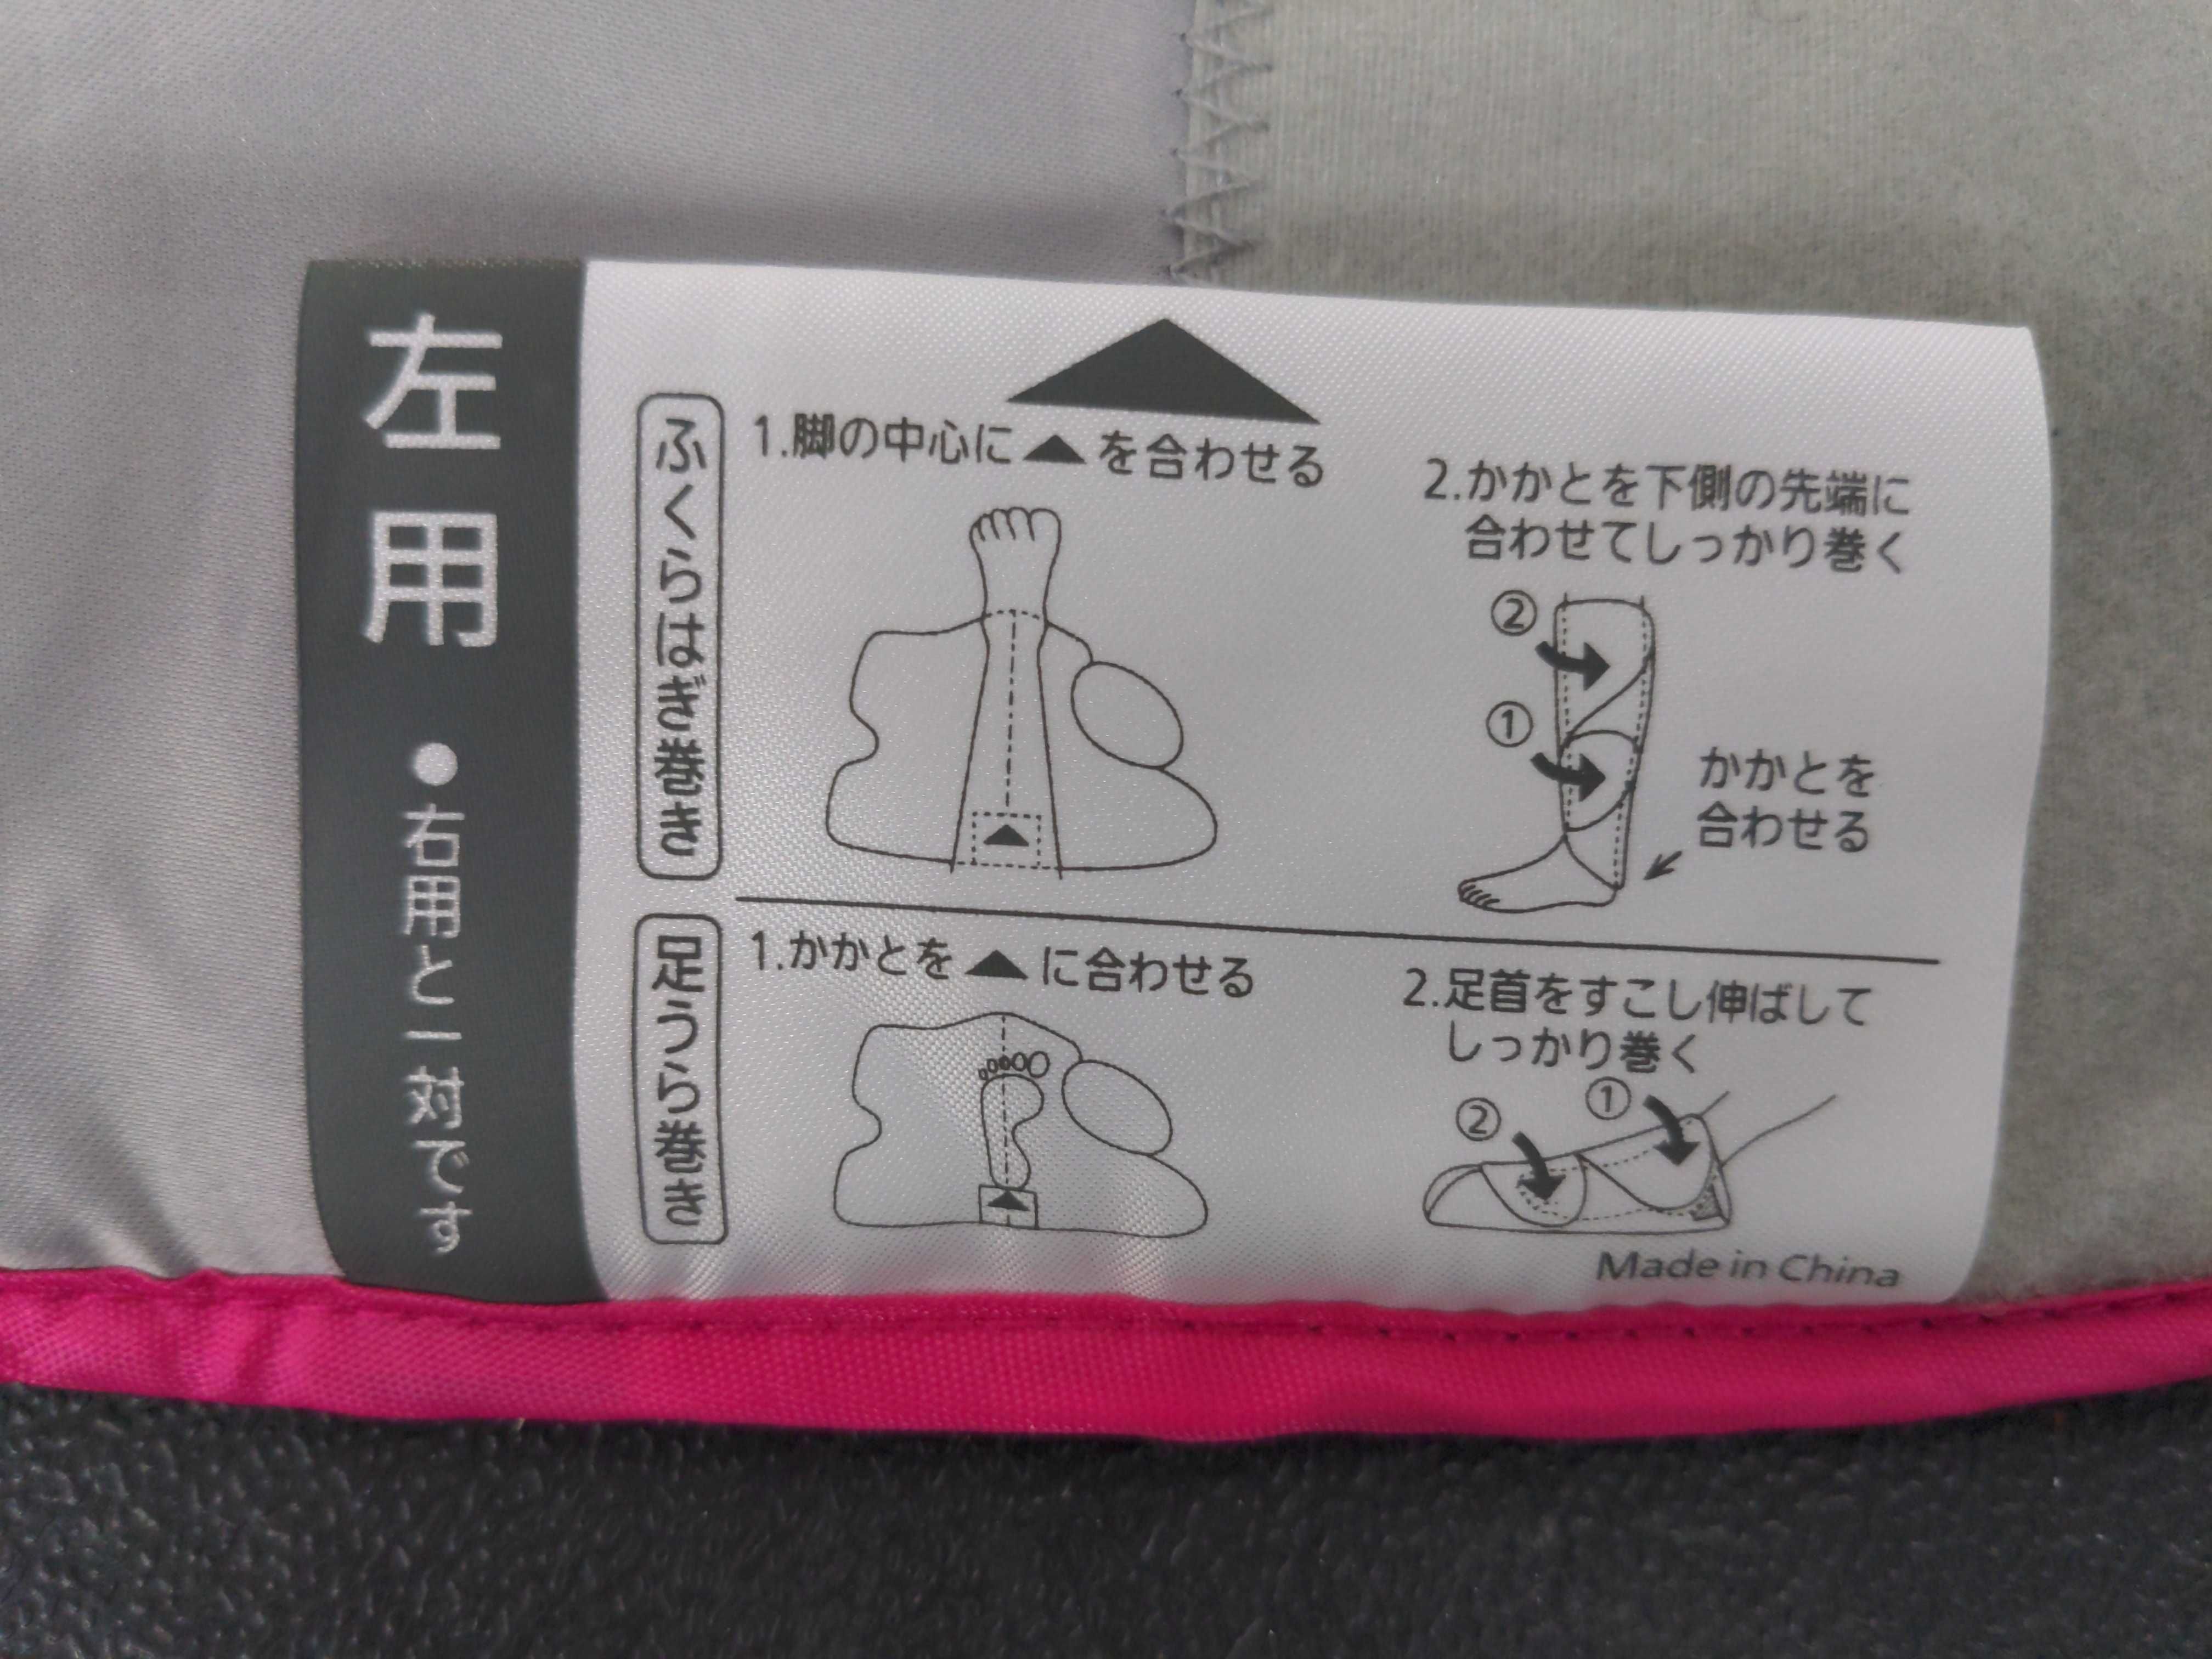 左用
●右用と一対です
ふくらはぎ巻き
1.脚の中心に▲を合わせる
2.かかとを下側の先端に
合わせてしっかり巻く
②
①
かかとを
合わせる
足うら巻き
1.かかとを▲に合わせる
2.足首をすこし伸ばして
しっかり巻く
①
②
Made in China